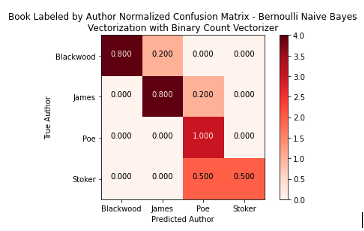 Book Labeled by Author Normalized Confusion Matrix - Bernoulli Naive Bayes
Vectorization with Binary Count Vectorizer
True Author
Blackwood 0.800 0.200 0.000 0.000
James 0.000 0.800 0.200 0.000
Poe 0.000 0.000 1.000 0.000
Stoker 0.000 0.000 0.500 0.500
Blackwood James Poe Stoker
Predicted Author
4.0
3.5
3.0
2.5
2.0
1.5
1.0
0.5
0.0